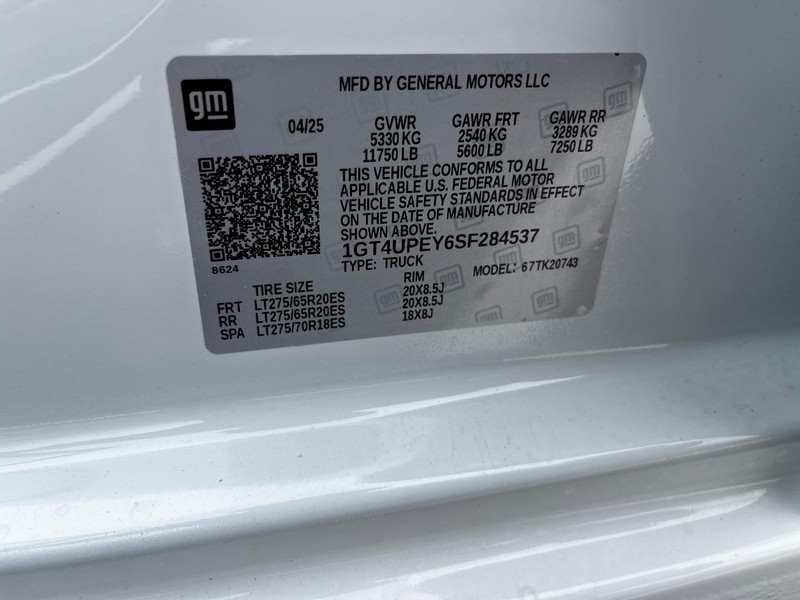 gm
MFD BY GENERAL MOTORS LLC
04/25 GVWR GAWR FRT GAWR RR
5330 KG 2540 KG 3289 KG
11750 LB 5600 LB 7250 LB
THIS VEHICLE CONFORMS TO ALL
APPLICABLE U.S. FEDERAL MOTOR
VEHICLE SAFETY STANDARDS IN EFFECT
ON THE DATE OF MANUFACTURE
SHOWN ABOVE.
1GT4UPEY6SF284537
TYPE: TRUCK MODEL: 67TK20743
8624
TIRE SIZE RIM
FRT LT275/65R20ES 20X8.5J
RR LT275/65R20ES 20X8.5J
SPA LT275/70R18ES 18X8J